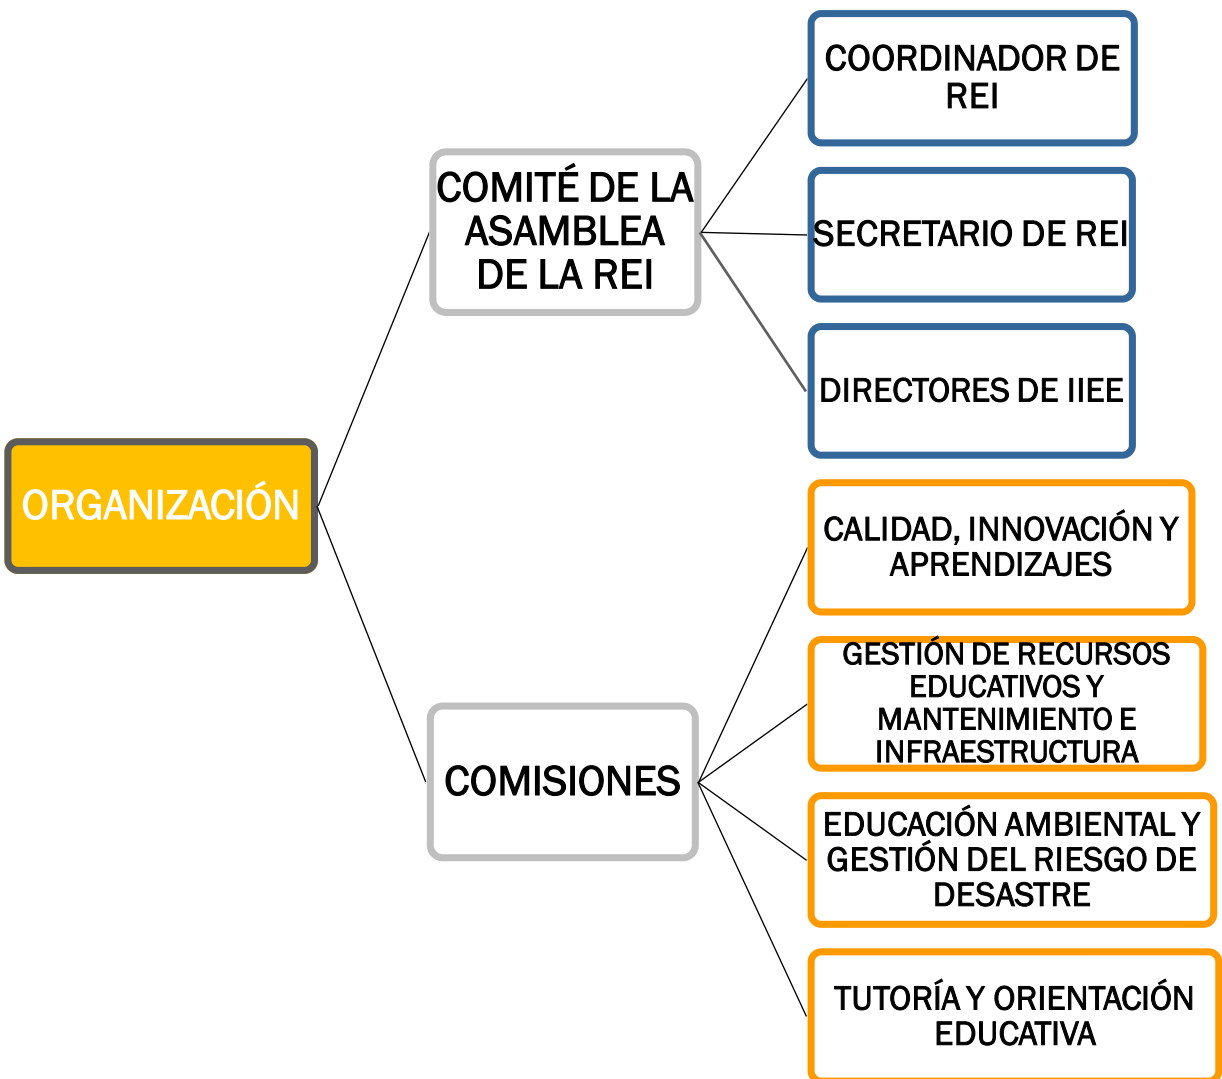 ORGANIZACIÓN
COMITÉ DE LA
ASAMBLEA
DE LA REI
COORDINADOR DE
REI
SECRETARIO DE REI
DIRECTORES DE IIEE
COMISIONES
CALIDAD, INNOVACIÓN Y
APRENDIZAJES
GESTIÓN DE RECURSOS
EDUCATIVOS Y
MANTENIMIENTO E
INFRAESTRUCTURA
EDUCACIÓN AMBIENTAL Y
GESTIÓN DEL RIESGO DE
DESASTRE
TUTORÍA Y ORIENTACIÓN
EDUCATIVA